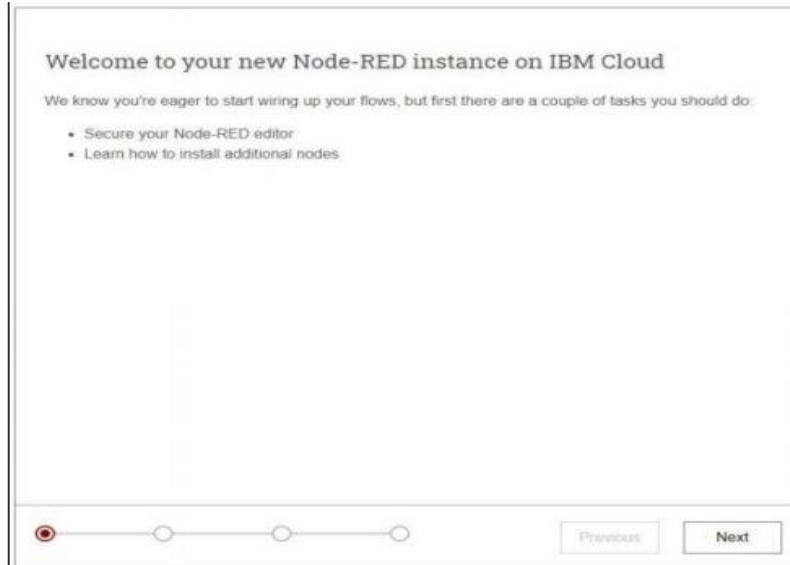 Welcome to your new Node-RED instance on IBM Cloud
We know you're eager to start wiring up your flows, but first there are a couple of tasks you should do:
• Secure your Node-RED editor
• Learn how to install additional nodes
Previous
Next